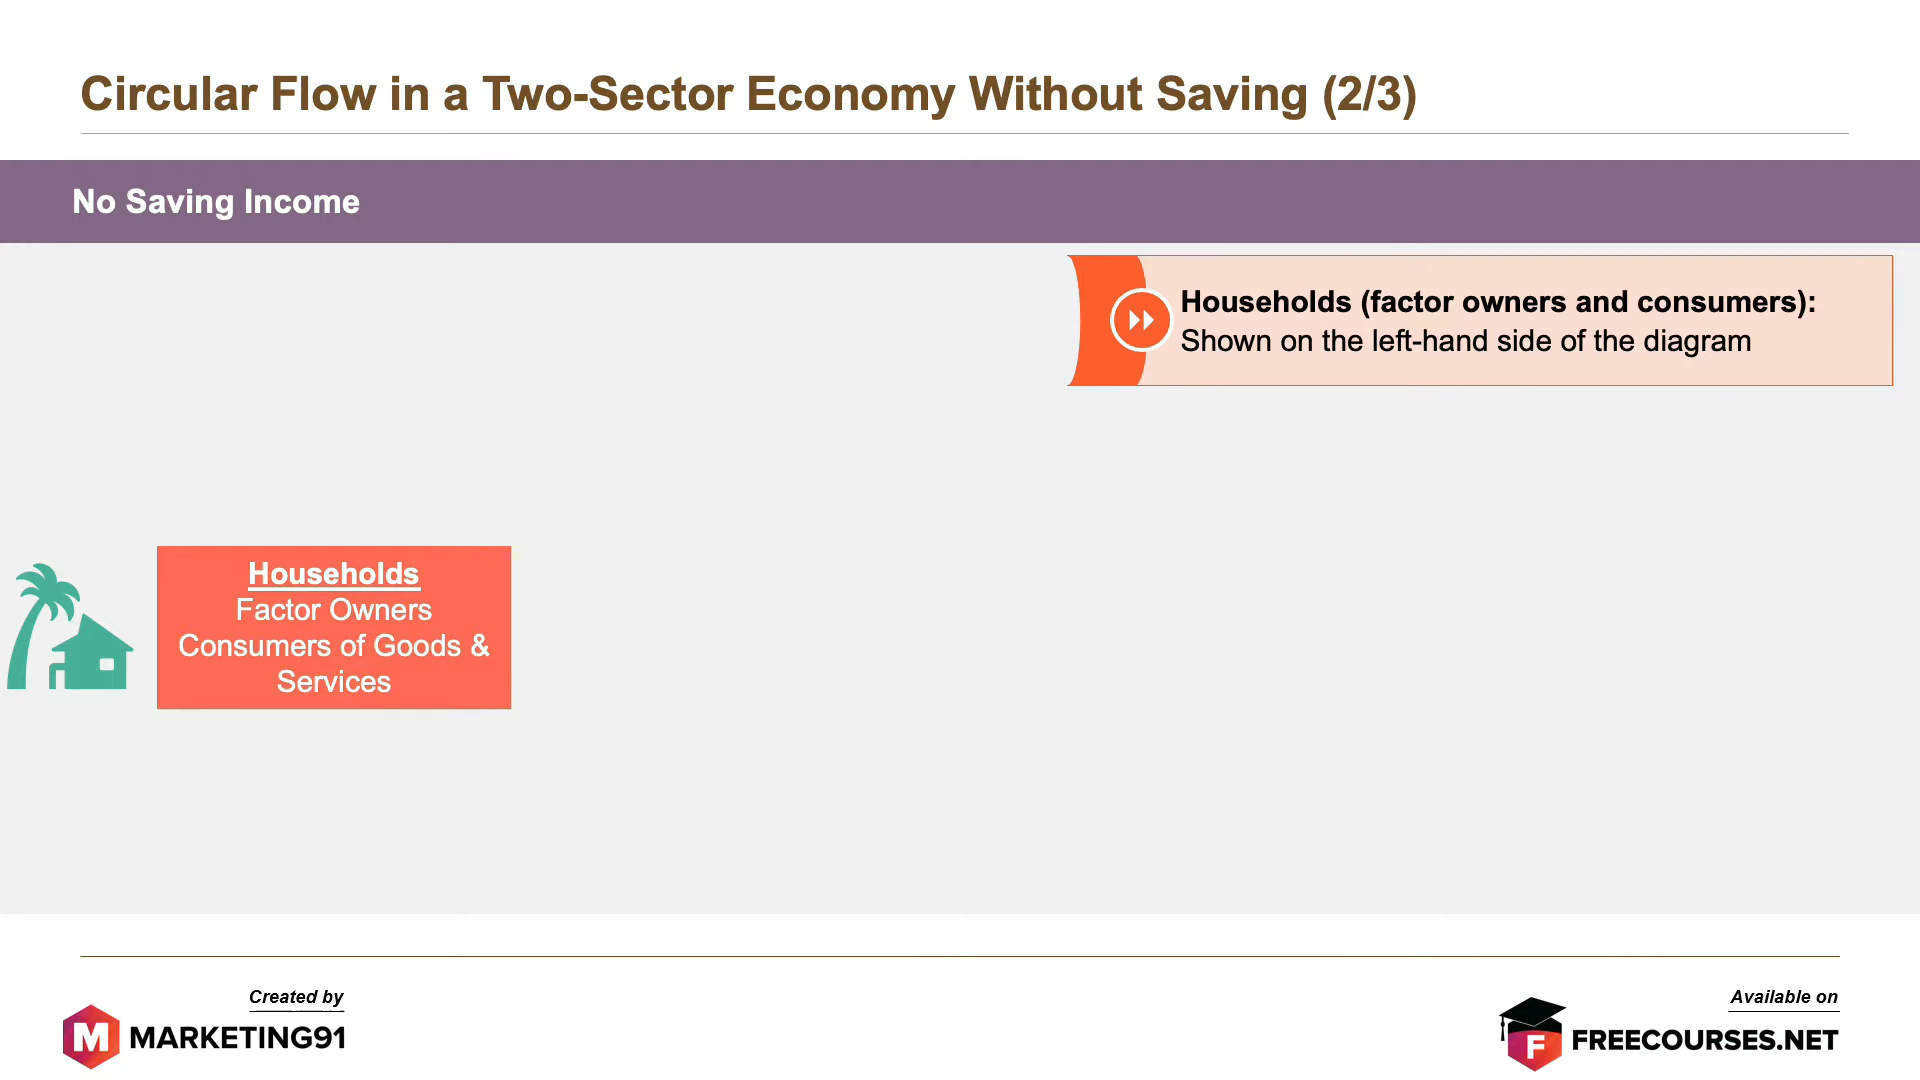 Circular Flow in a Two-Sector Economy Without Saving (2/3)
No Saving Income
Households (factor owners and consumers):
Shown on the left-hand side of the diagram
Households
Factor Owners
Consumers of Goods &
Services
Created by
M MARKETING91
Available on
F FREECOURSES.NET